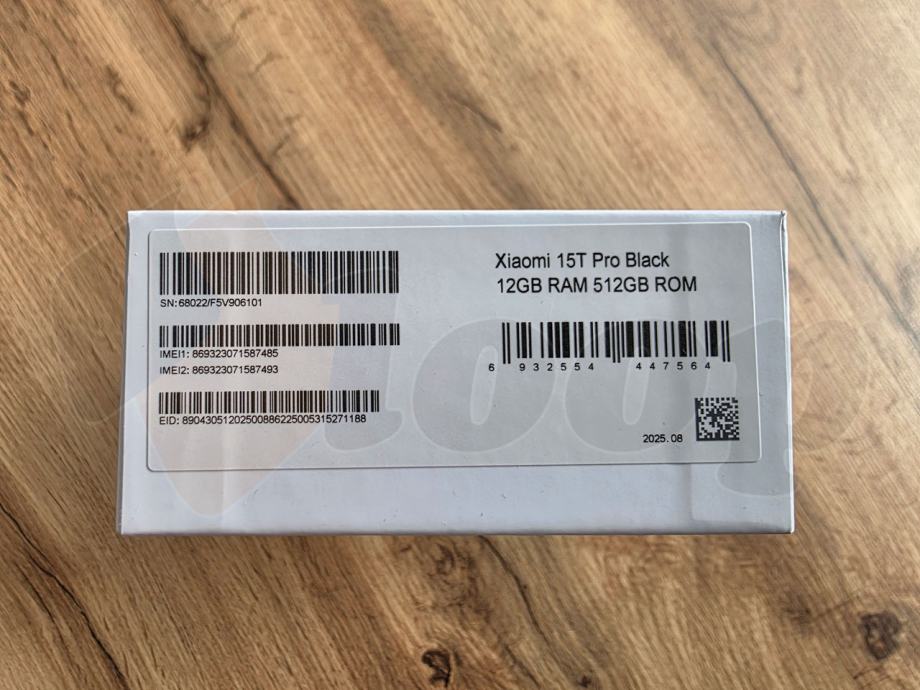 SN:68022/F5V906101
IMEI1: 869323071587485
IMEI2: 869323071587493
EID: 89043051202500886225005315271188
Xiaomi 15T Pro Black
12GB RAM 512GB ROM
6 932554 447564
2025.08
loop